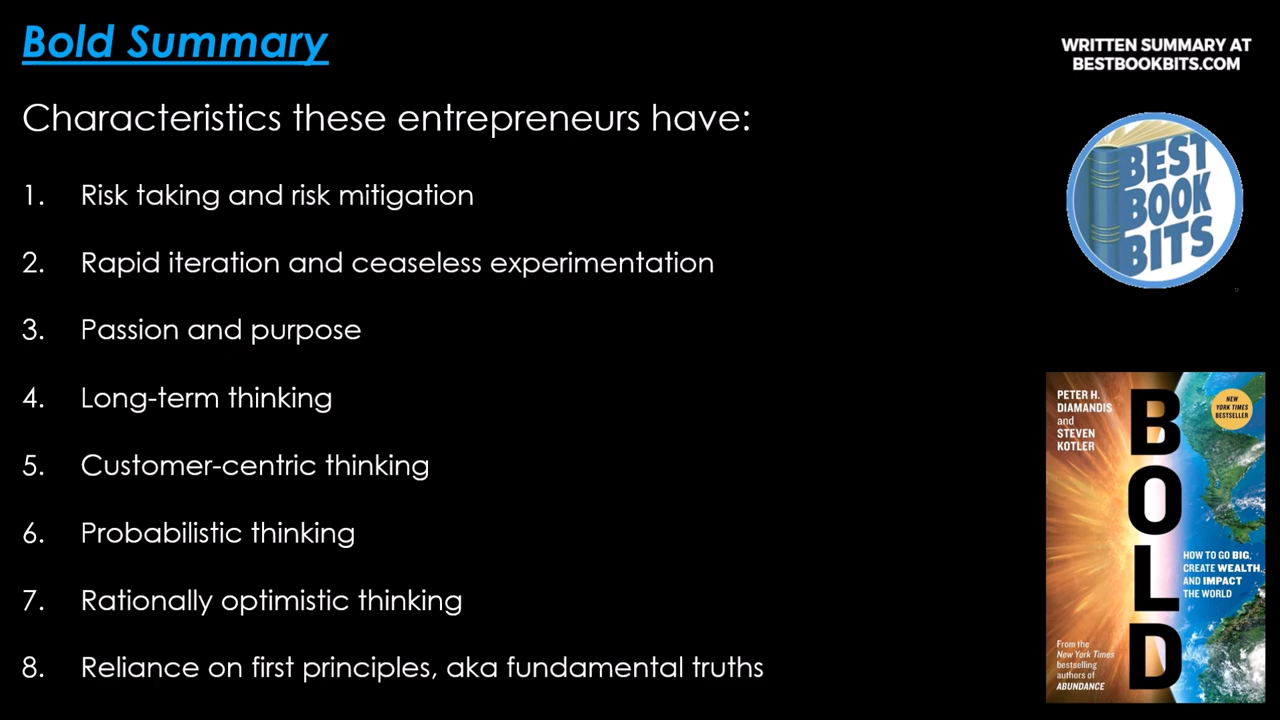 Bold Summary
WRITTEN SUMMARY AT
BESTBOOKBITS.COM
Characteristics these entrepreneurs have:
1. Risk taking and risk mitigation
2. Rapid iteration and ceaseless experimentation
3. Passion and purpose
4. Long-term thinking
5. Customer-centric thinking
6. Probabilistic thinking
7. Rationally optimistic thinking
8. Reliance on first principles, aka fundamental truths
BEST
BOOK
BITS
PETER H.
DIAMANDIS
and
STEVEN
KOTLER
BOLD
NEW
YORK TIMES
BESTSELLER
HOW TO GO BIG,
CREATE WEALTH,
AND IMPACT
THE WORLD
From the
New York Times
bestselling
authors of
ABUNDANCE